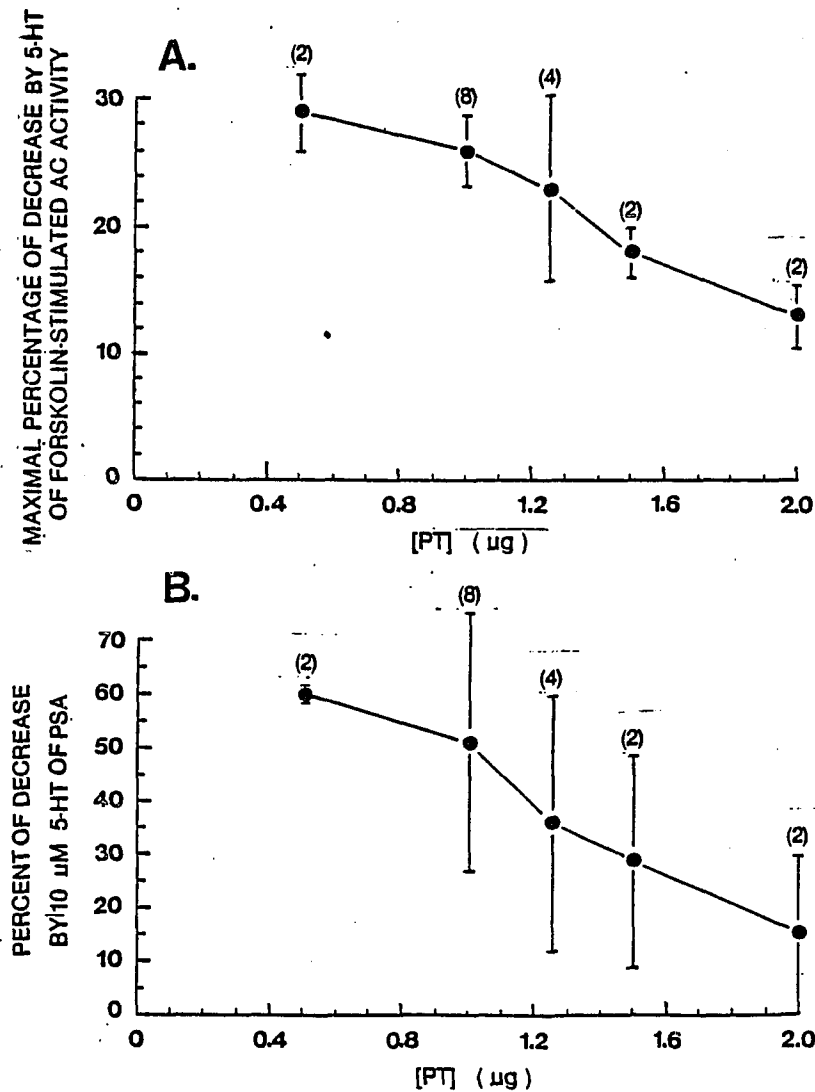 A.
MAXIMAL PERCENTAGE OF DECREASE BY 5-HT
OF FORSKOLIN-STIMULATED AC ACTIVITY
30
20
10
0
(2)
(8)
(4)
(2)
(2)
0 0.4 0.8 1.2 1.6 2.0
[PT] (µg)
B.
PERCENT OF DECREASE
BY 10 µM 5-HT OF PSA
70
60
50
40
30
20
10
0
(2)
(8)
(4)
(2)
(2)
0 0.4 0.8 1.2 1.6 2.0
[PT] (µg)